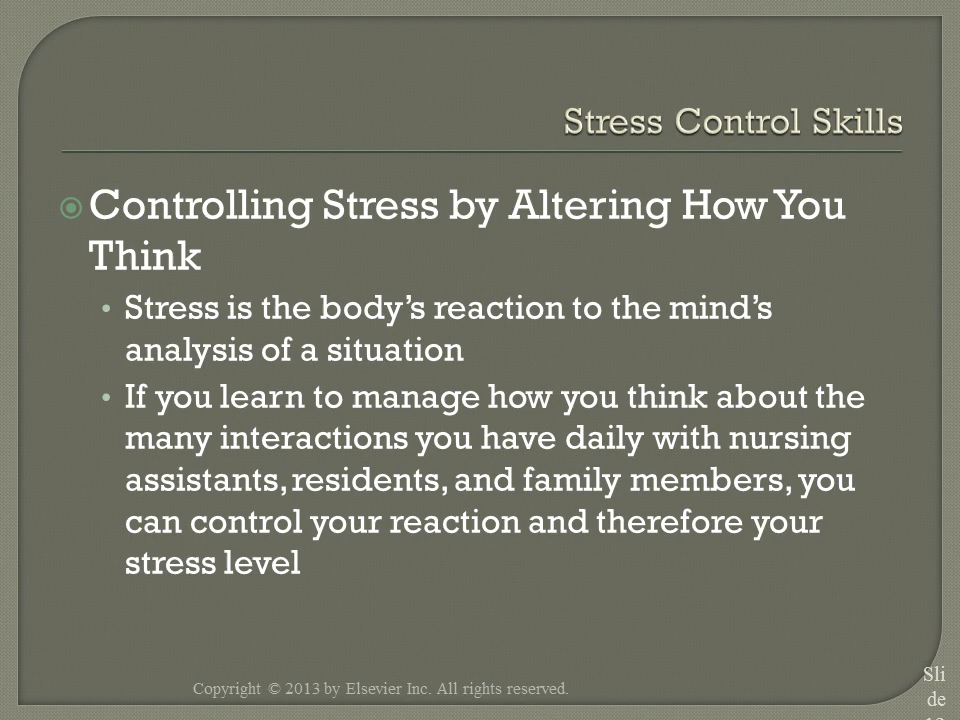 Stress Control Skills
Controlling Stress by Altering How You
Think
• Stress is the body’s reaction to the mind’s
analysis of a situation
• If you learn to manage how you think about the
many interactions you have daily with nursing
assistants, residents, and family members, you
can control your reaction and therefore your
stress level
Copyright © 2013 by Elsevier Inc. All rights reserved.
Sli
de